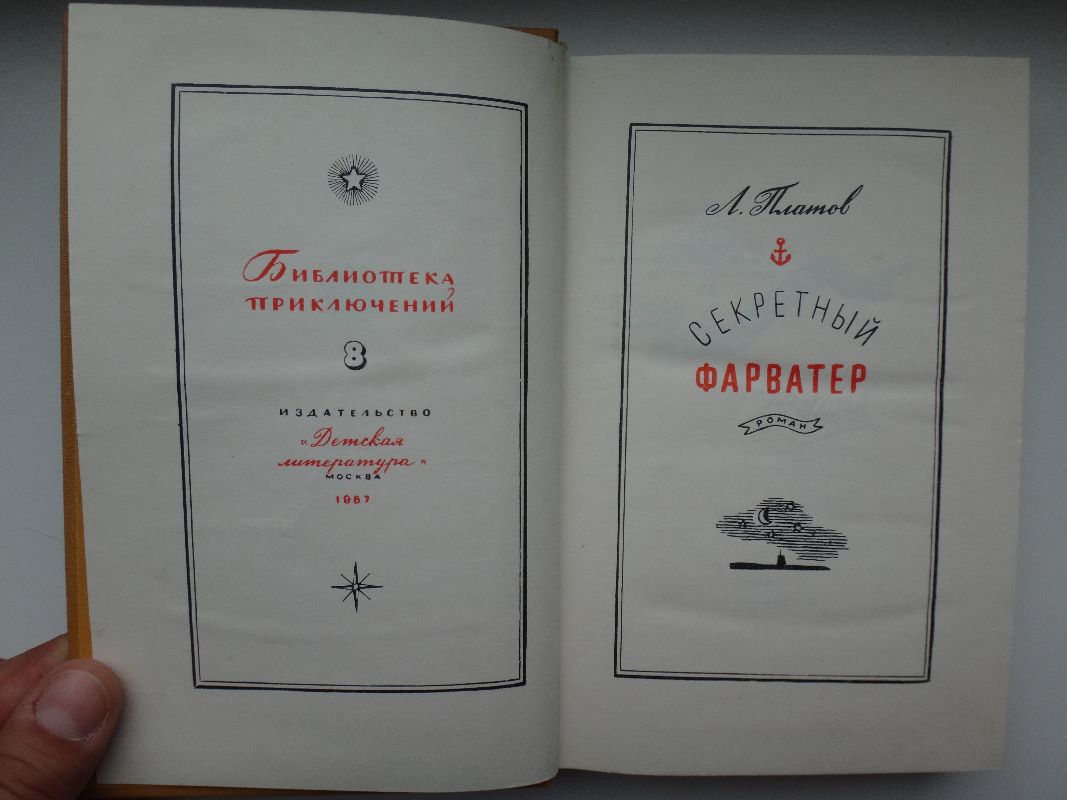 Библиотека
приключений
8
ИЗДАТЕЛЬСТВО
«Детская
литература»
МОСКВА
1967
Л. Платов
СЕКРЕТНЫЙ
ФАРВАТЕР
РОМАН